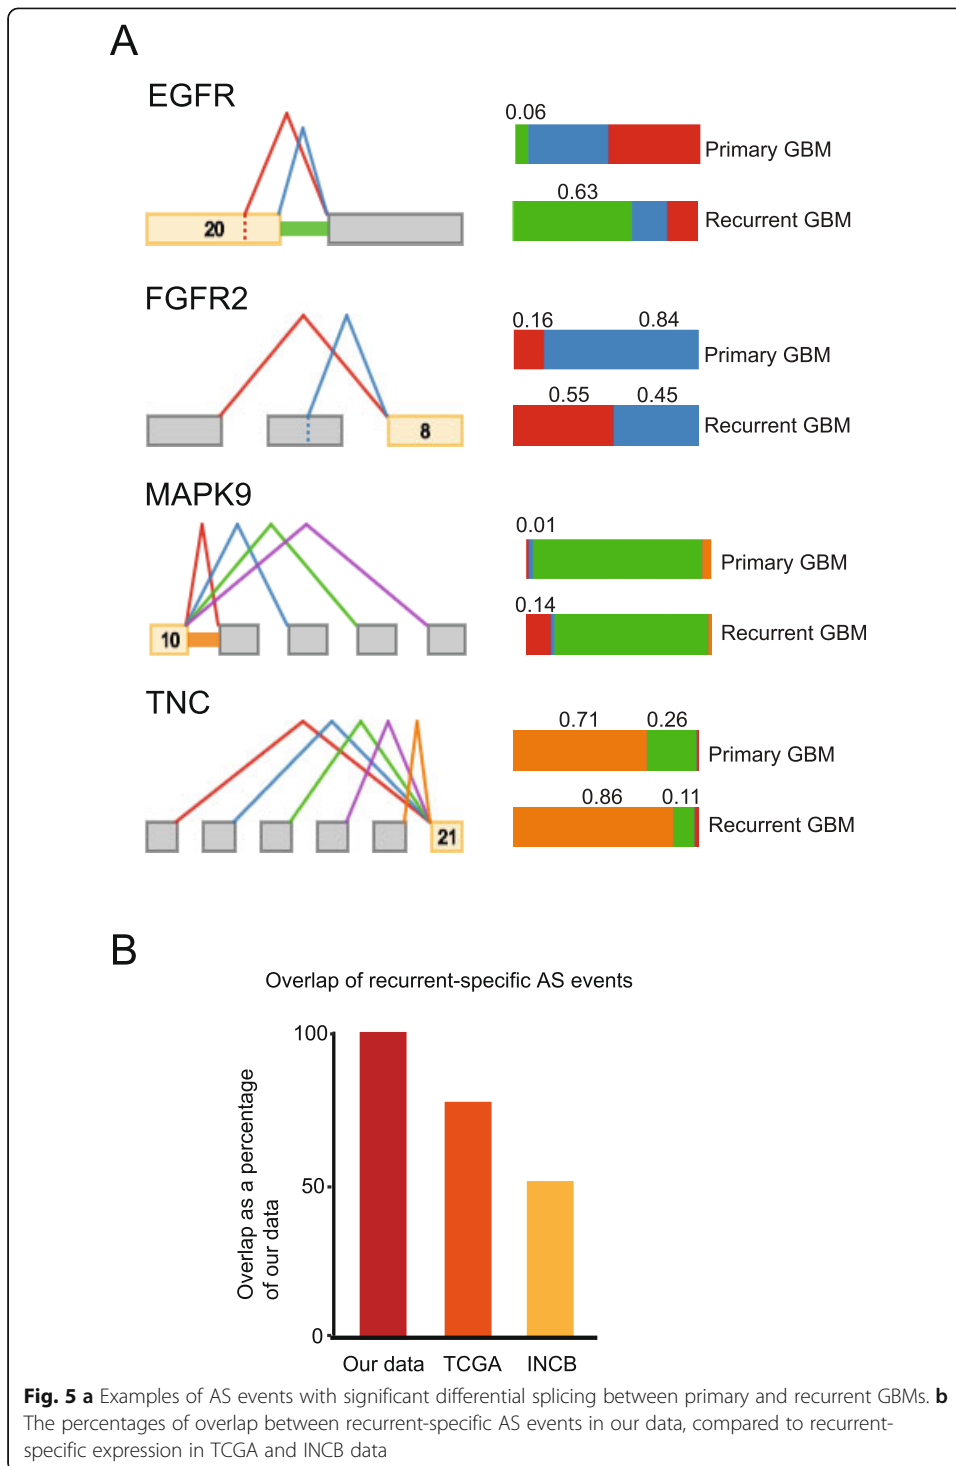 A
EGFR
0.06
Primary GBM
0.63
Recurrent GBM
20
FGFR2
0.16 0.84
Primary GBM
0.55 0.45
Recurrent GBM
8
MAPK9
0.01
Primary GBM
0.14
Recurrent GBM
10
TNC
0.71 0.26
Primary GBM
0.86 0.11
Recurrent GBM
21
B
Overlap of recurrent-specific AS events
Overlap as a percentage
of our data
100
50
0
Our data TCGA INCB
Fig. 5 a Examples of AS events with significant differential splicing between primary and recurrent GBMs. b
The percentages of overlap between recurrent-specific AS events in our data, compared to recurrent-
specific expression in TCGA and INCB data